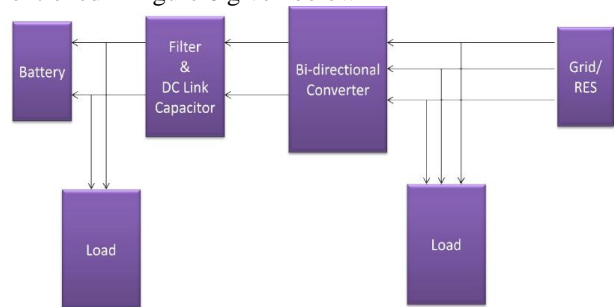 Battery
Filter
&
DC Link
Capacitor
Bi-directional
Converter
Grid/
RES
Load
Load